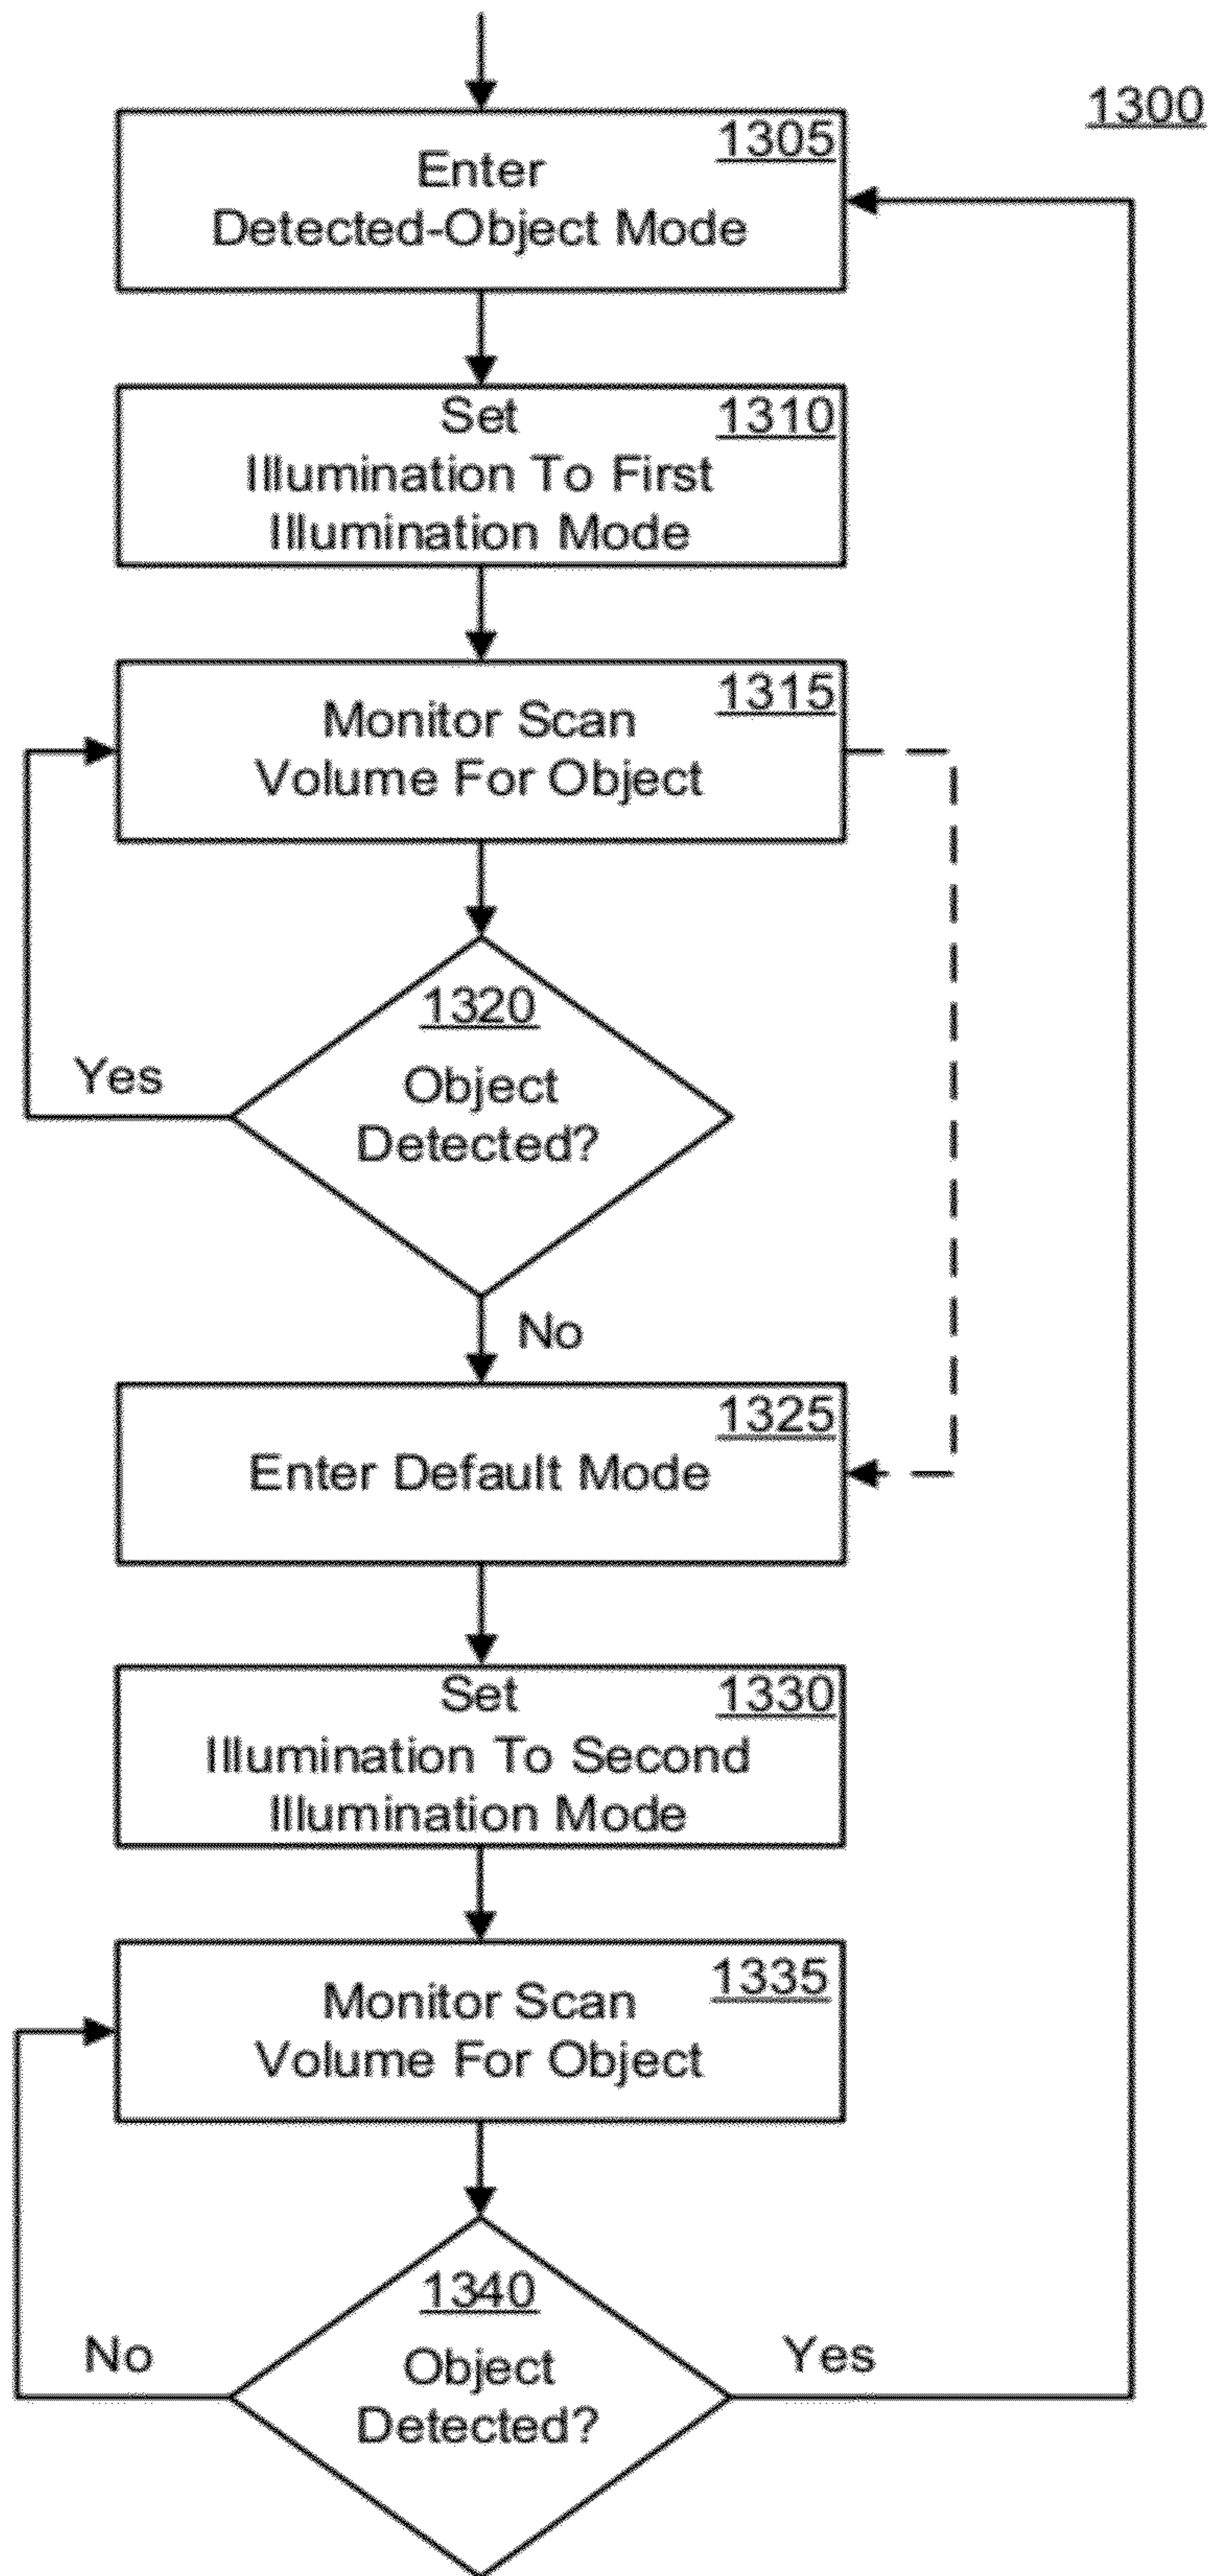 1300
1305
Enter
Detected-Object Mode
Set
1310
Illumination To First
Illumination Mode
1315
Monitor Scan
Volume For Object
1320
Yes
Object
Detected?
No
1325
Enter Default Mode
Set
1330
Illumination To Second
Illumination Mode
1335
Monitor Scan
Volume For Object
1340
No
Object
Yes
Detected?